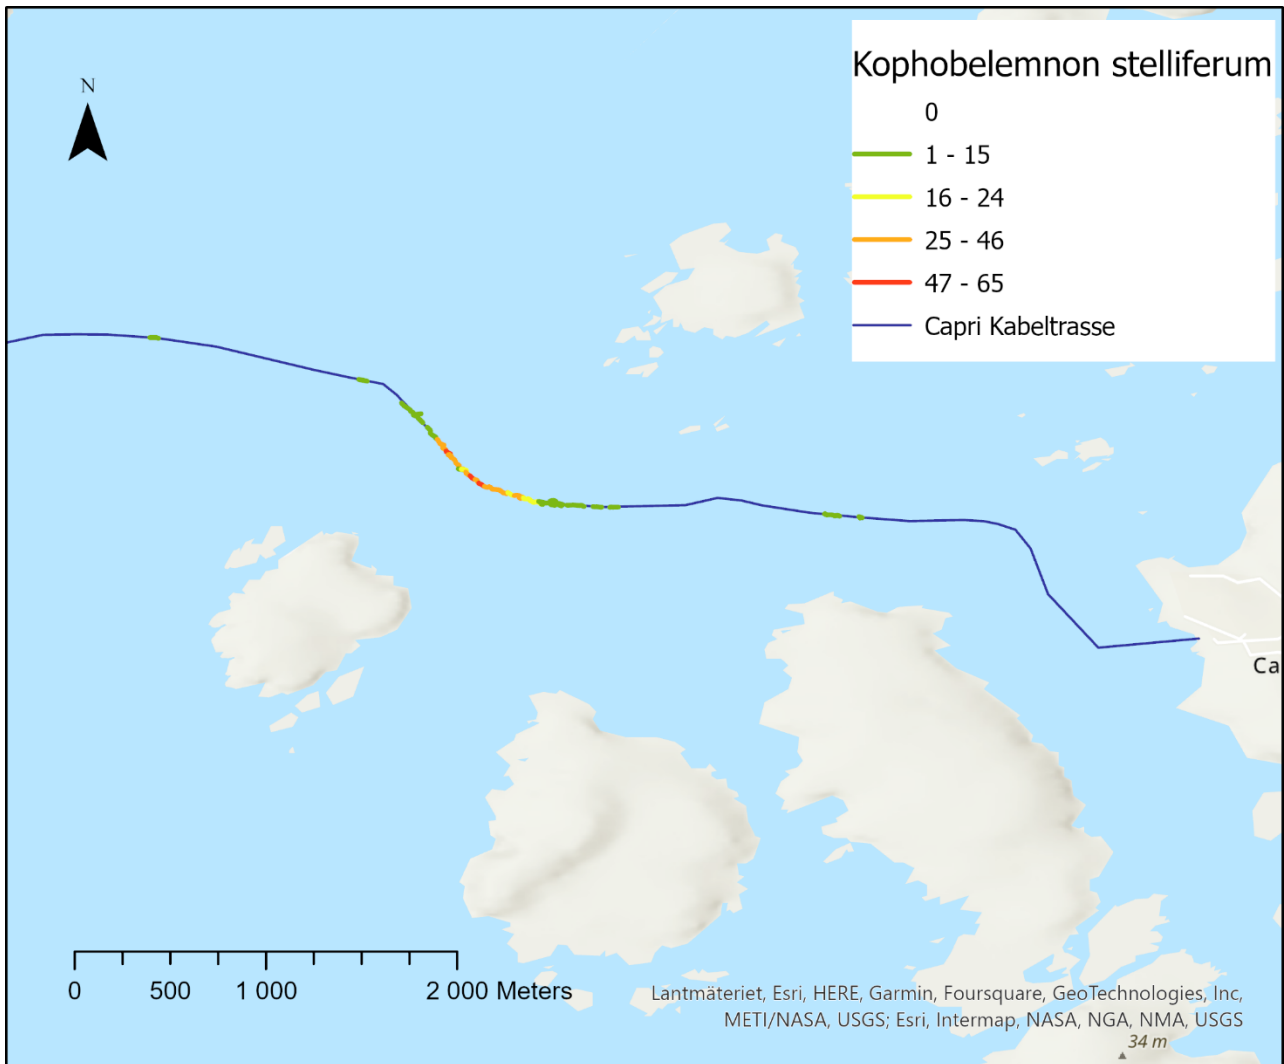 Kophobelemnon stelliferum
0
1 - 15
16 - 24
25 - 46
47 - 65
Capri Kabeltrasse
N
Ca
0 500 1 000 2 000 Meters
Lantmäteriet, Esri, HERE, Garmin, Foursquare, GeoTechnologies, Inc,
METI/NASA, USGS; Esri, Intermap, NASA, NGA, NMA, USGS
34 m